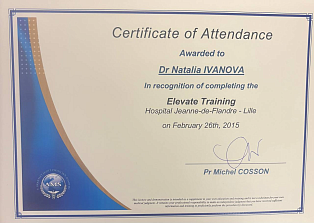 Certificate of Attendance
Awarded to
Dr Natalia IVANOVA
In recognition of completing the
Elevate Training
Hospital Jeanne-de-Flandre - Lille
on February 26th, 2015
Pr Michel COSSON
AMS